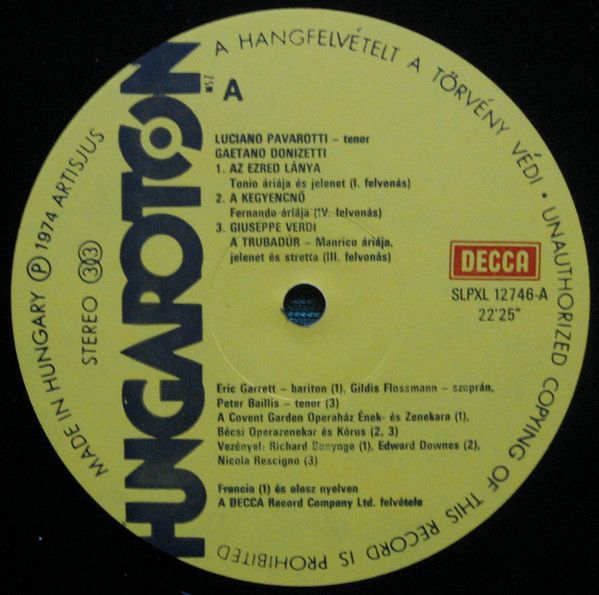 A HANGFELVÉTELT A TÖRVÉNY VÉDI • UNAUTHORIZED COPYING OF THIS RECORD IS PROHIBITED
MADE IN HUNGARY Ⓟ 1974 ARTISJUS
STEREO 33
HUNGAROTON
MSZ
A
LUCIANO PAVAROTTI – tenor
GAETANO DONIZETTI
1. AZ EZRED LÁNYA
Tonio áriája és jelenet (I. felvonás)
2. A KEGYENCNŐ
Fernando áriája (IV. felvonás)
3. GIUSEPPE VERDI
A TRUBADÚR – Manrico áriája,
jelenet és stretta (III. felvonás)
DECCA
SLPXL 12746-A
22'25"
Eric Garrett – bariton (1), Gildis Flossmann – szoprán,
Peter Baillis – tenor (3)
A Covent Garden Operaház Ének- és Zenekara (1),
Bécsi Operazenekar és Kórus (2, 3)
Vezényel: Richard Bonynge (1), Edward Downes (2),
Nicola Rescigno (3)
Francia (1) és olasz nyelven
A DECCA Record Company Ltd. felvétele